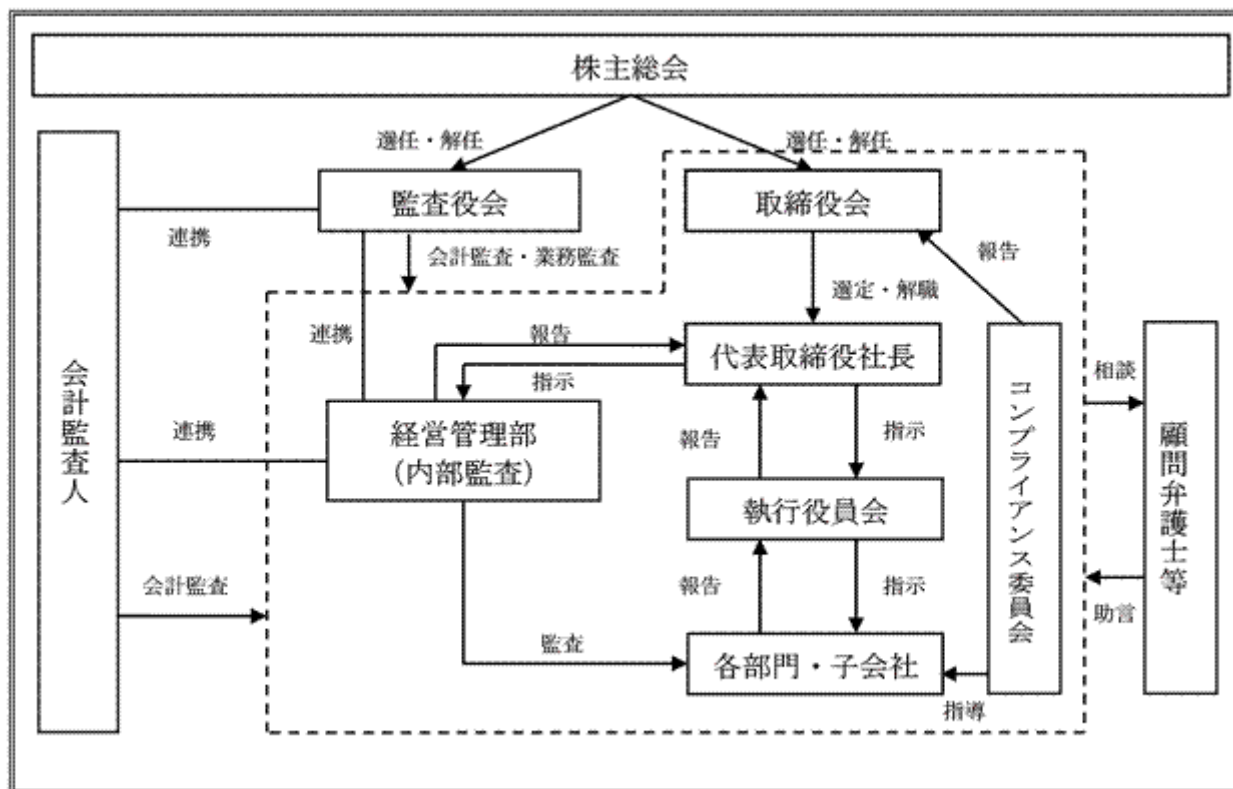 株主総会
選任・解任
選任・解任
監査役会
取締役会
連携
会計監査・業務監査
報告
選定・解職
連携
報告
代表取締役社長
指示
相談
会計監査人
連携
経営管理部
(内部監査)
報告
指示
コンプライアンス委員会
顧問弁護士等
執行役員会
会計監査
報告
指示
助言
監査
各部門・子会社
指導